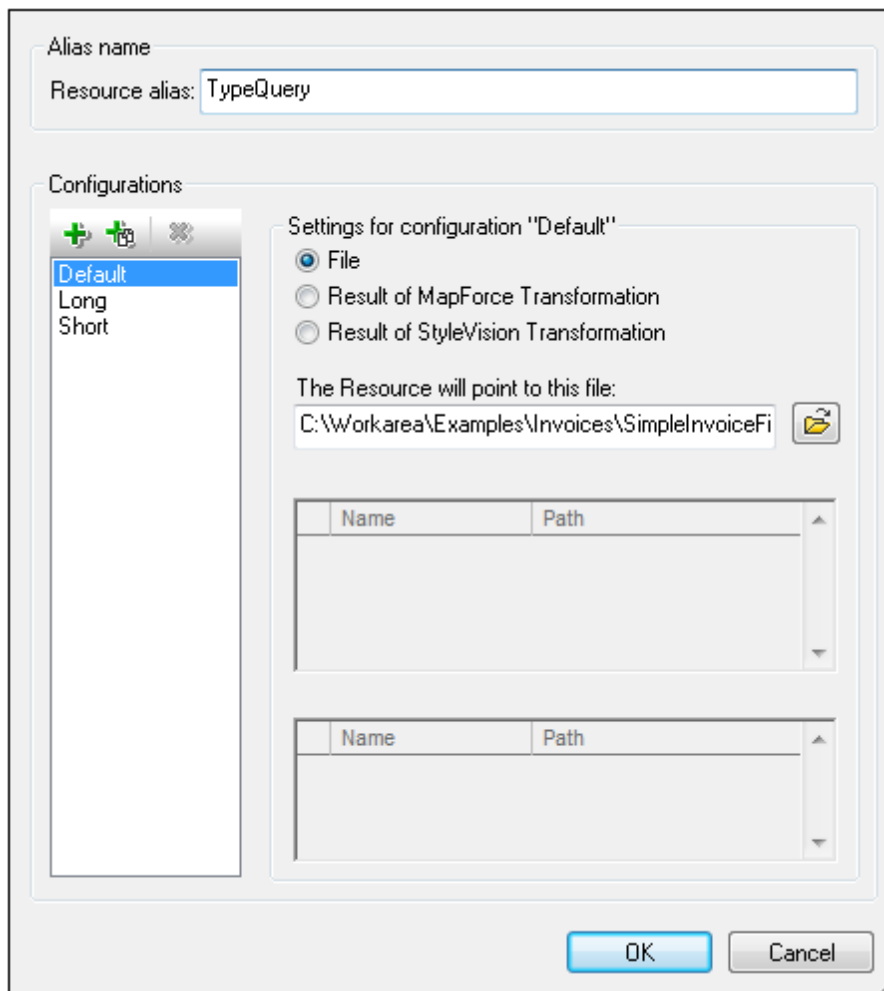 Alias name
Resource alias: TypeQuery
Configurations
Settings for configuration "Default"
Default
Long
Short
File
Result of MapForce Transformation
Result of StyleVision Transformation
The Resource will point to this file:
C:\Workarea\Examples\Invoices\SimpleInvoiceFi
Name Path
Name Path
OK Cancel